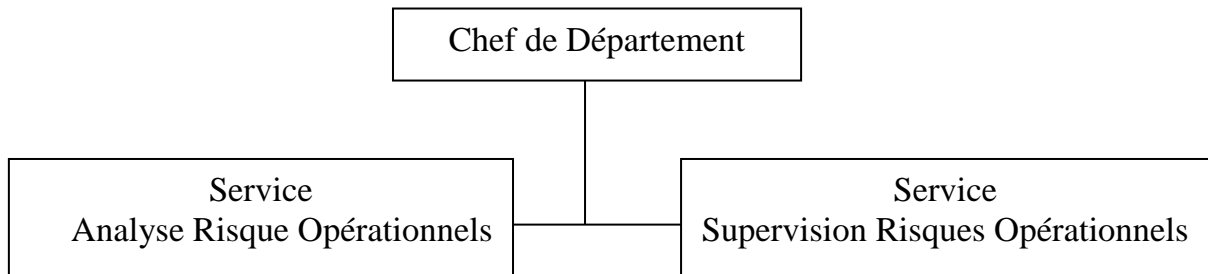 Chef de Département
Service
Analyse Risque Opérationnels
Service
Supervision Risques Opérationnels